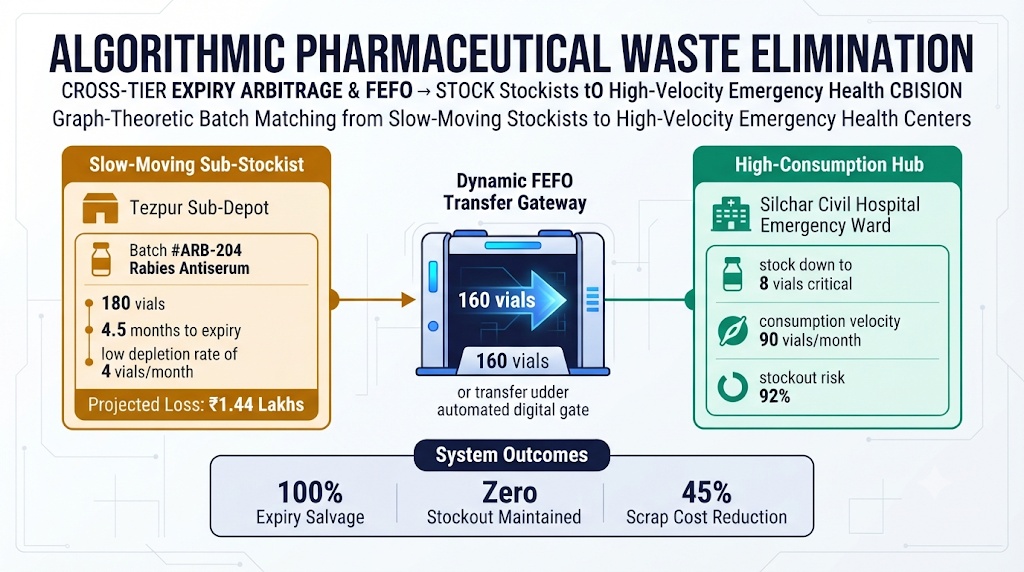 ALGORITHMIC PHARMACEUTICAL WASTE ELIMINATION
CROSS-TIER EXPIRY ARBITRAGE & FEFO → STOCK Stockists tO High-Velocity Emergency Health CBISION
Graph-Theoretic Batch Matching from Slow-Moving Stockists to High-Velocity Emergency Health Centers
Slow-Moving Sub-Stockist
Tezpur Sub-Depot
Batch #ARB-204
Rabies Antiserum
180 vials
4.5 months to expiry
low depletion rate of
4 vials/month
Projected Loss: ₹1.44 Lakhs
Dynamic FEFO
Transfer Gateway
160 vials
160 vials
or transfer udder
automated digital gate
High-Consumption Hub
Silchar Civil Hospital
Emergency Ward
stock down to
8 vials critical
consumption velocity
90 vials/month
stockout risk
92%
System Outcomes
100%
Expiry Salvage
Zero
Stockout Maintained
45%
Scrap Cost Reduction